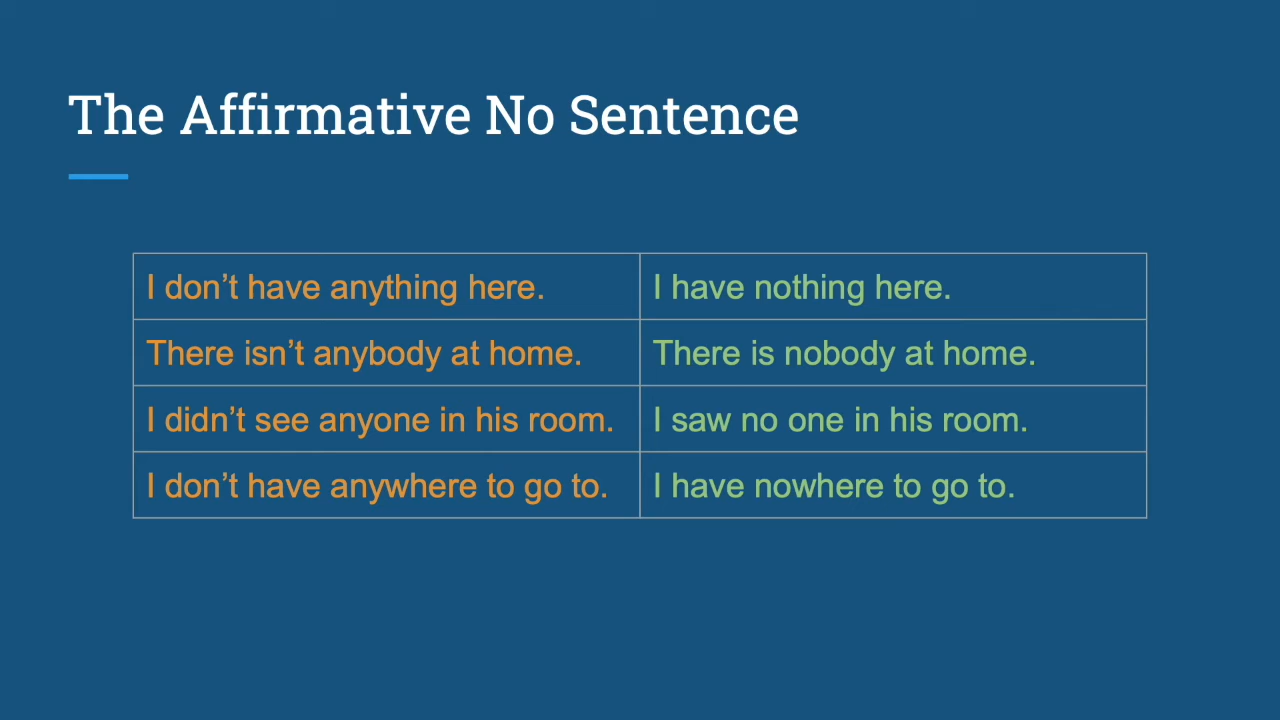 The Affirmative No Sentence
I don’t have anything here. I have nothing here.
There isn’t anybody at home. There is nobody at home.
I didn’t see anyone in his room. I saw no one in his room.
I don’t have anywhere to go to. I have nowhere to go to.